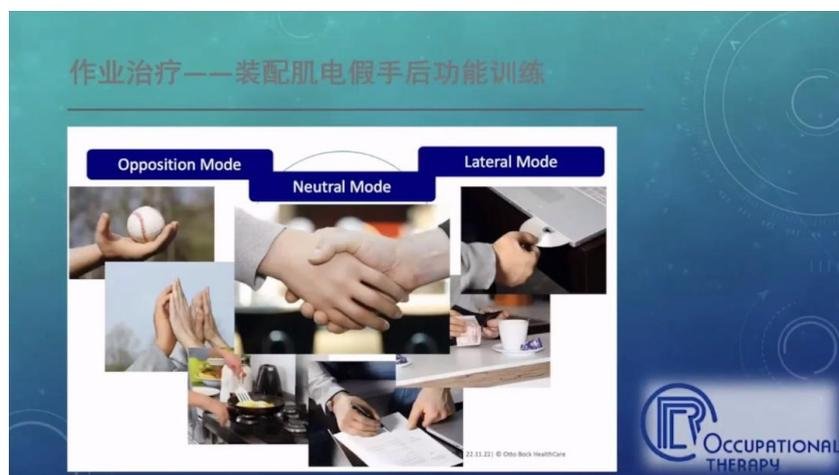 作业治疗——装配肌电假手后功能训练
Opposition Mode
Neutral Mode
Lateral Mode
22.11.22 | © Otto Bock HealthCare
OCCUPATIONAL
THERAPY